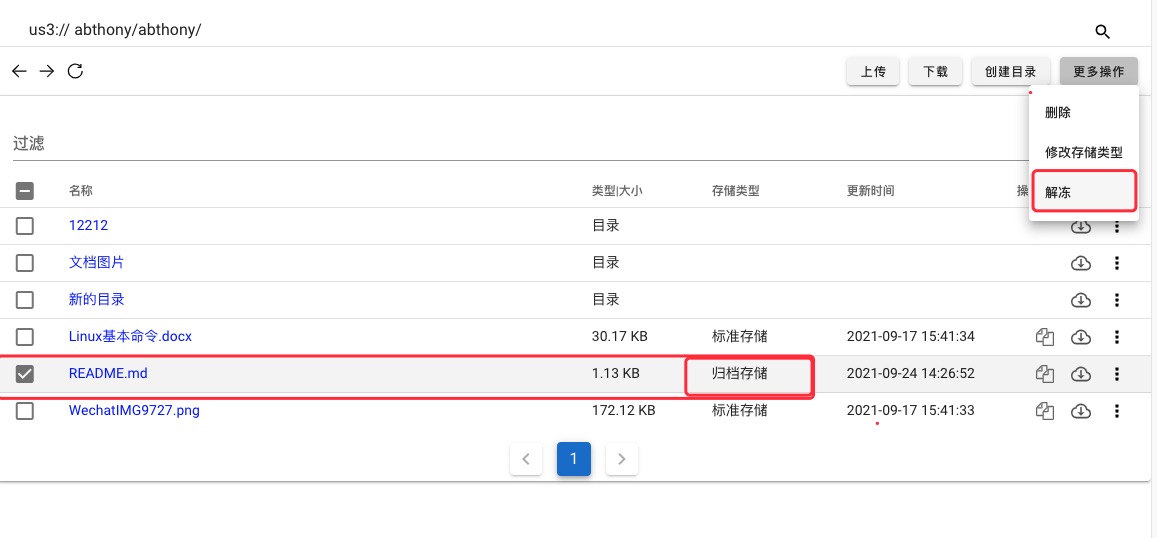 us3:// abthony/abthony/
上传 下载 创建目录 更多操作
删除
修改存储类型
解冻
过滤
名称 类型|大小 存储类型 更新时间
12212 目录
文档图片 目录
新的目录 目录
Linux基本命令.docx 30.17 KB 标准存储 2021-09-17 15:41:34
README.md 1.13 KB 归档存储 2021-09-24 14:26:52
WechatIMG9727.png 172.12 KB 标准存储 2021-09-17 15:41:33
1